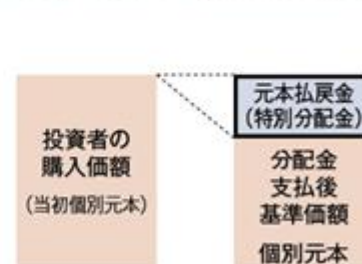 投資者の
購入価額
(当初個別元本)
元本払戻金
(特別分配金)
分配金
支払後
基準価額
個別元本